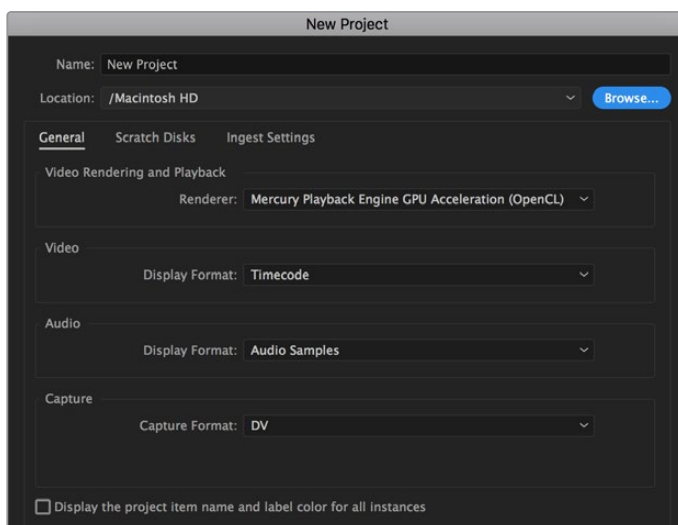 New Project
Name: New Project
Location: /Macintosh HD Browse...
General Scratch Disks Ingest Settings
Video Rendering and Playback
Renderer: Mercury Playback Engine GPU Acceleration (OpenCL)
Video
Display Format: Timecode
Audio
Display Format: Audio Samples
Capture
Capture Format: DV
Display the project item name and label color for all instances